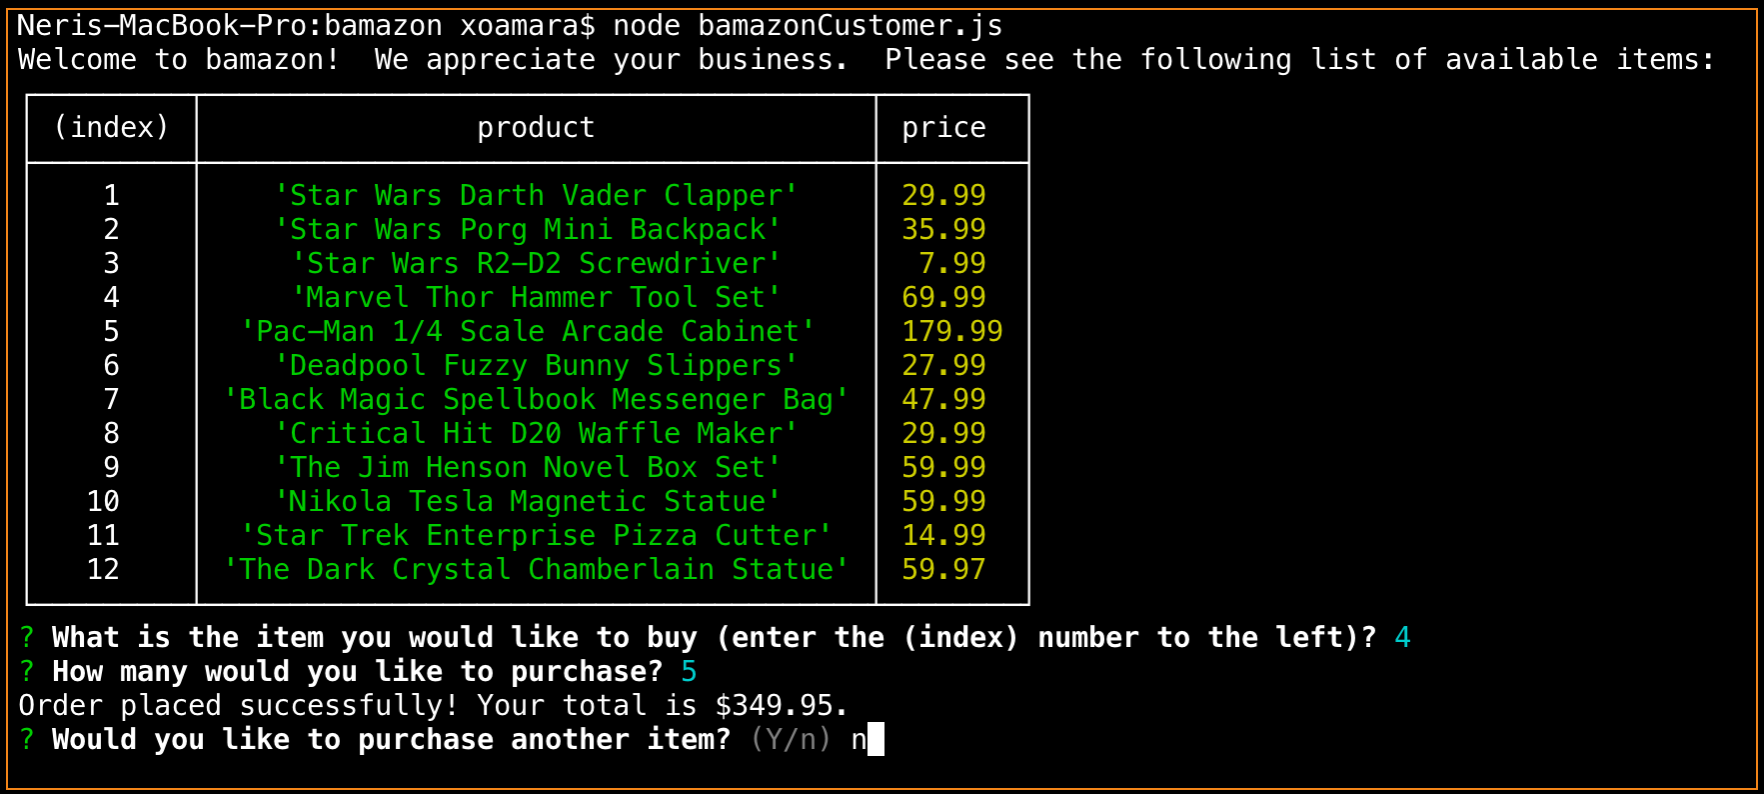 Neris-MacBook-Pro:bamazon xoamara$ node bamazonCustomer.js
Welcome to bamazon!  We appreciate your business.  Please see the following list of available items:
(index) product price
1 'Star Wars Darth Vader Clapper' 29.99
2 'Star Wars Porg Mini Backpack' 35.99
3 'Star Wars R2-D2 Screwdriver' 7.99
4 'Marvel Thor Hammer Tool Set' 69.99
5 'Pac-Man 1/4 Scale Arcade Cabinet' 179.99
6 'Deadpool Fuzzy Bunny Slippers' 27.99
7 'Black Magic Spellbook Messenger Bag' 47.99
8 'Critical Hit D20 Waffle Maker' 29.99
9 'The Jim Henson Novel Box Set' 59.99
10 'Nikola Tesla Magnetic Statue' 59.99
11 'Star Trek Enterprise Pizza Cutter' 14.99
12 'The Dark Crystal Chamberlain Statue' 59.97
? What is the item you would like to buy (enter the (index) number to the left)? 4
? How many would you like to purchase? 5
Order placed successfully! Your total is $349.95.
? Would you like to purchase another item? (Y/n) n